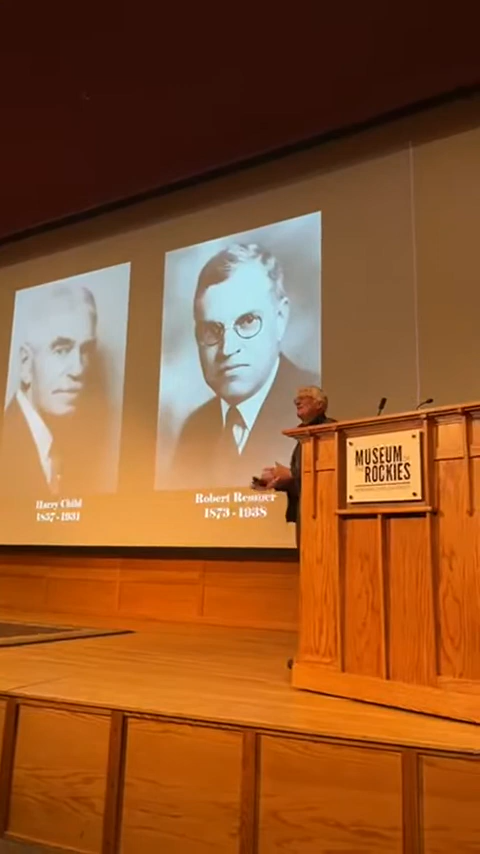 Harry Child
1857-1931
Robert Reamer
1873-1938
MUSEUM OF
THE ROCKIES